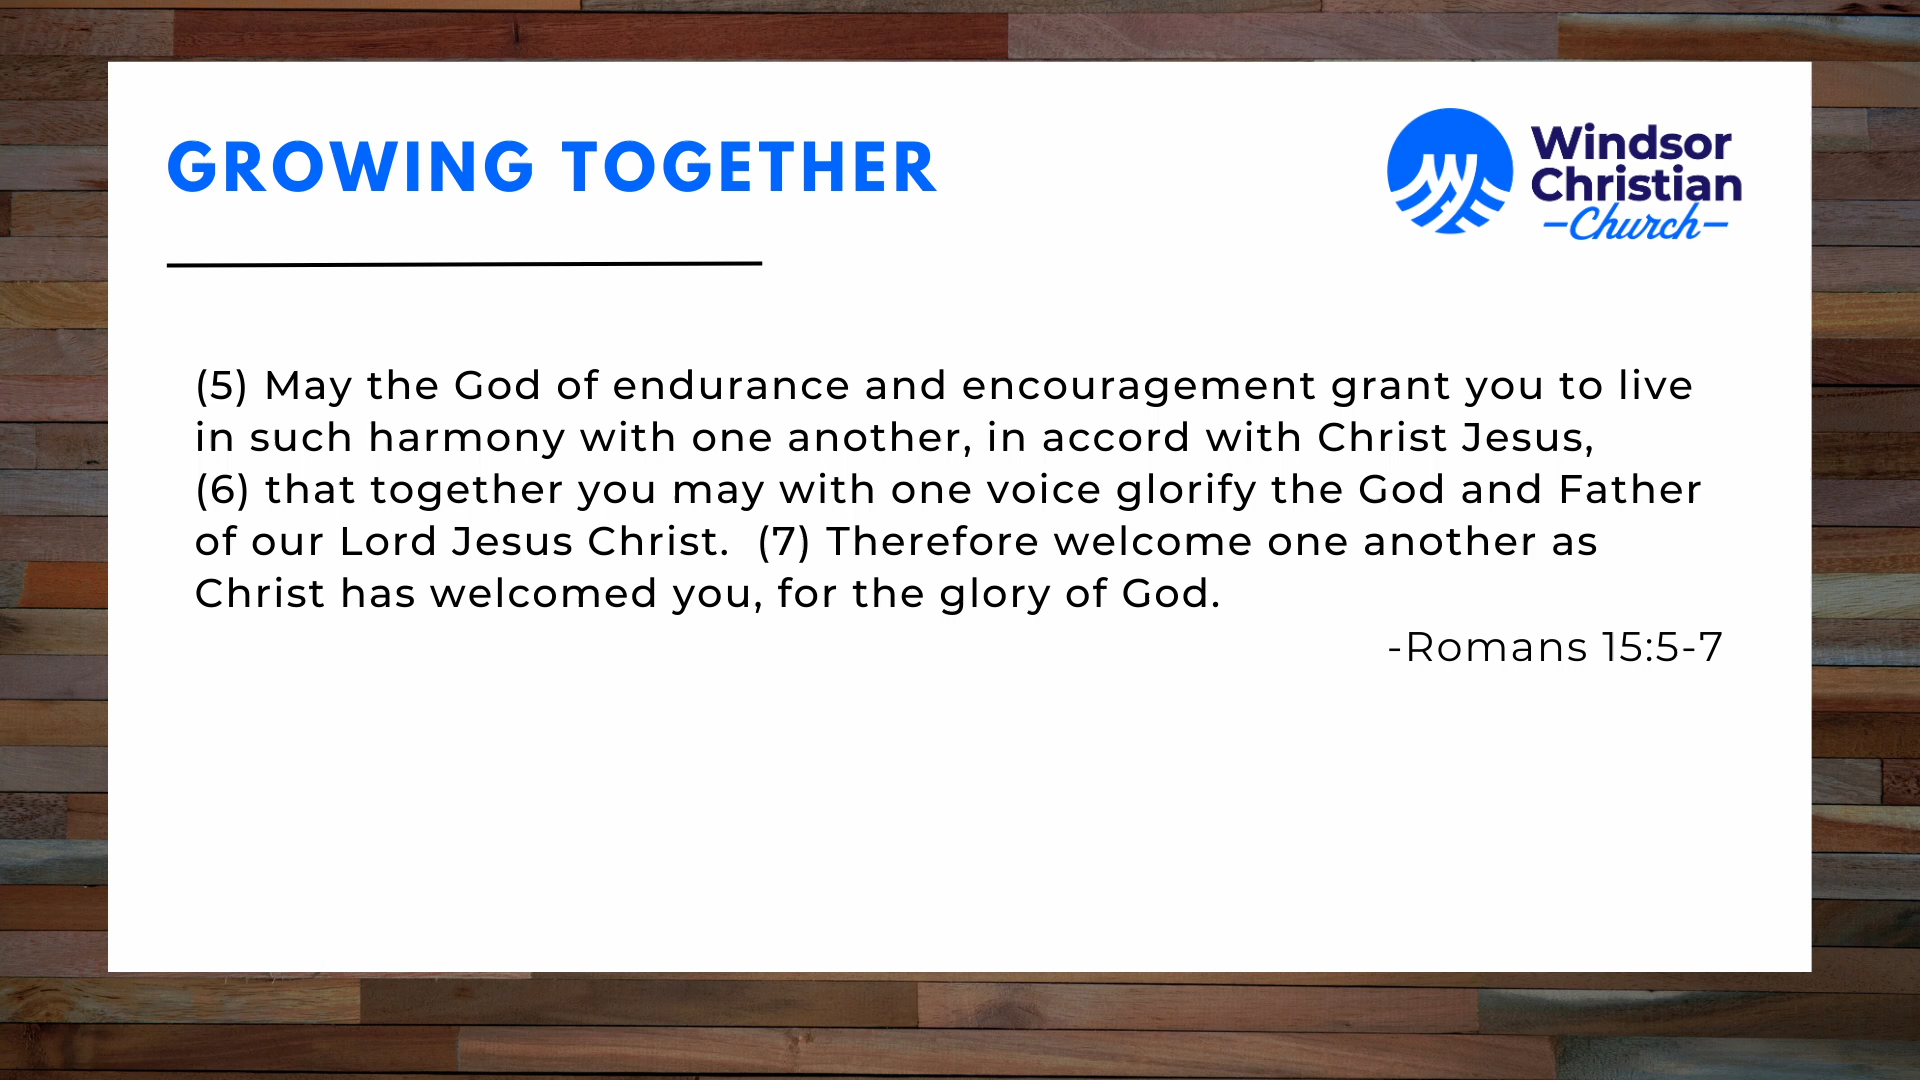 GROWING TOGETHER
Windsor
Christian
-Church-
(5) May the God of endurance and encouragement grant you to live
in such harmony with one another, in accord with Christ Jesus,
(6) that together you may with one voice glorify the God and Father
of our Lord Jesus Christ.  (7) Therefore welcome one another as
Christ has welcomed you, for the glory of God.
-Romans 15:5-7